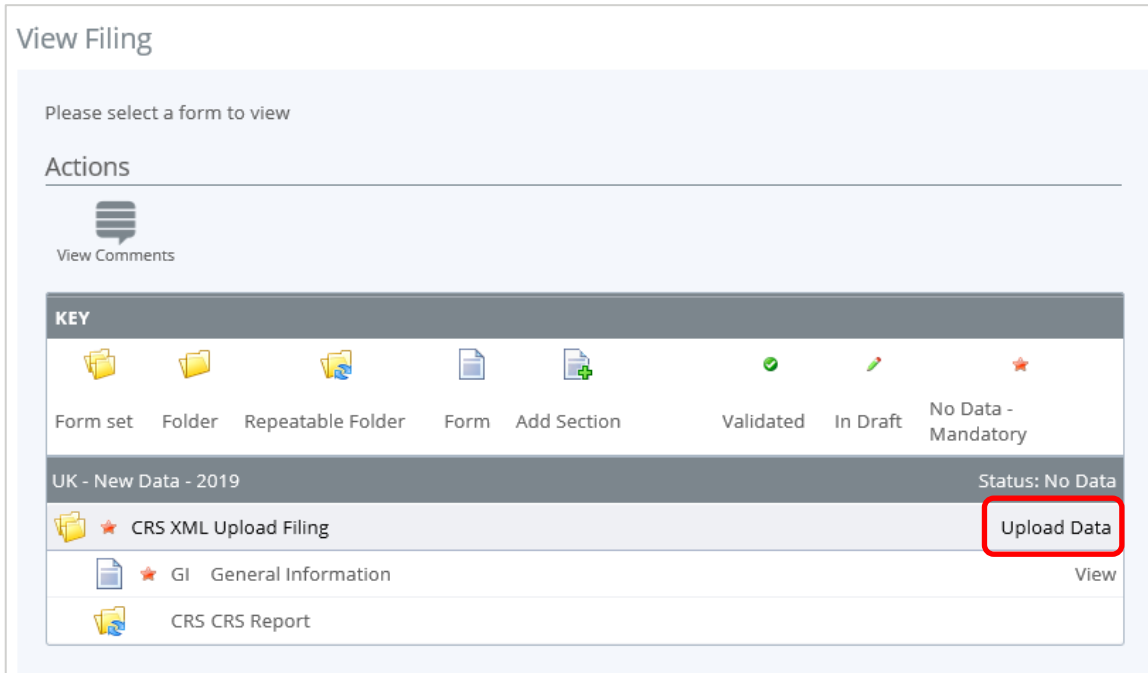 View Filing
Please select a form to view
Actions
View Comments
KEY
Form set Folder Repeatable Folder Form Add Section Validated In Draft No Data -
Mandatory
UK - New Data - 2019 Status: No Data
CRS XML Upload Filing Upload Data
GI General Information View
CRS CRS Report